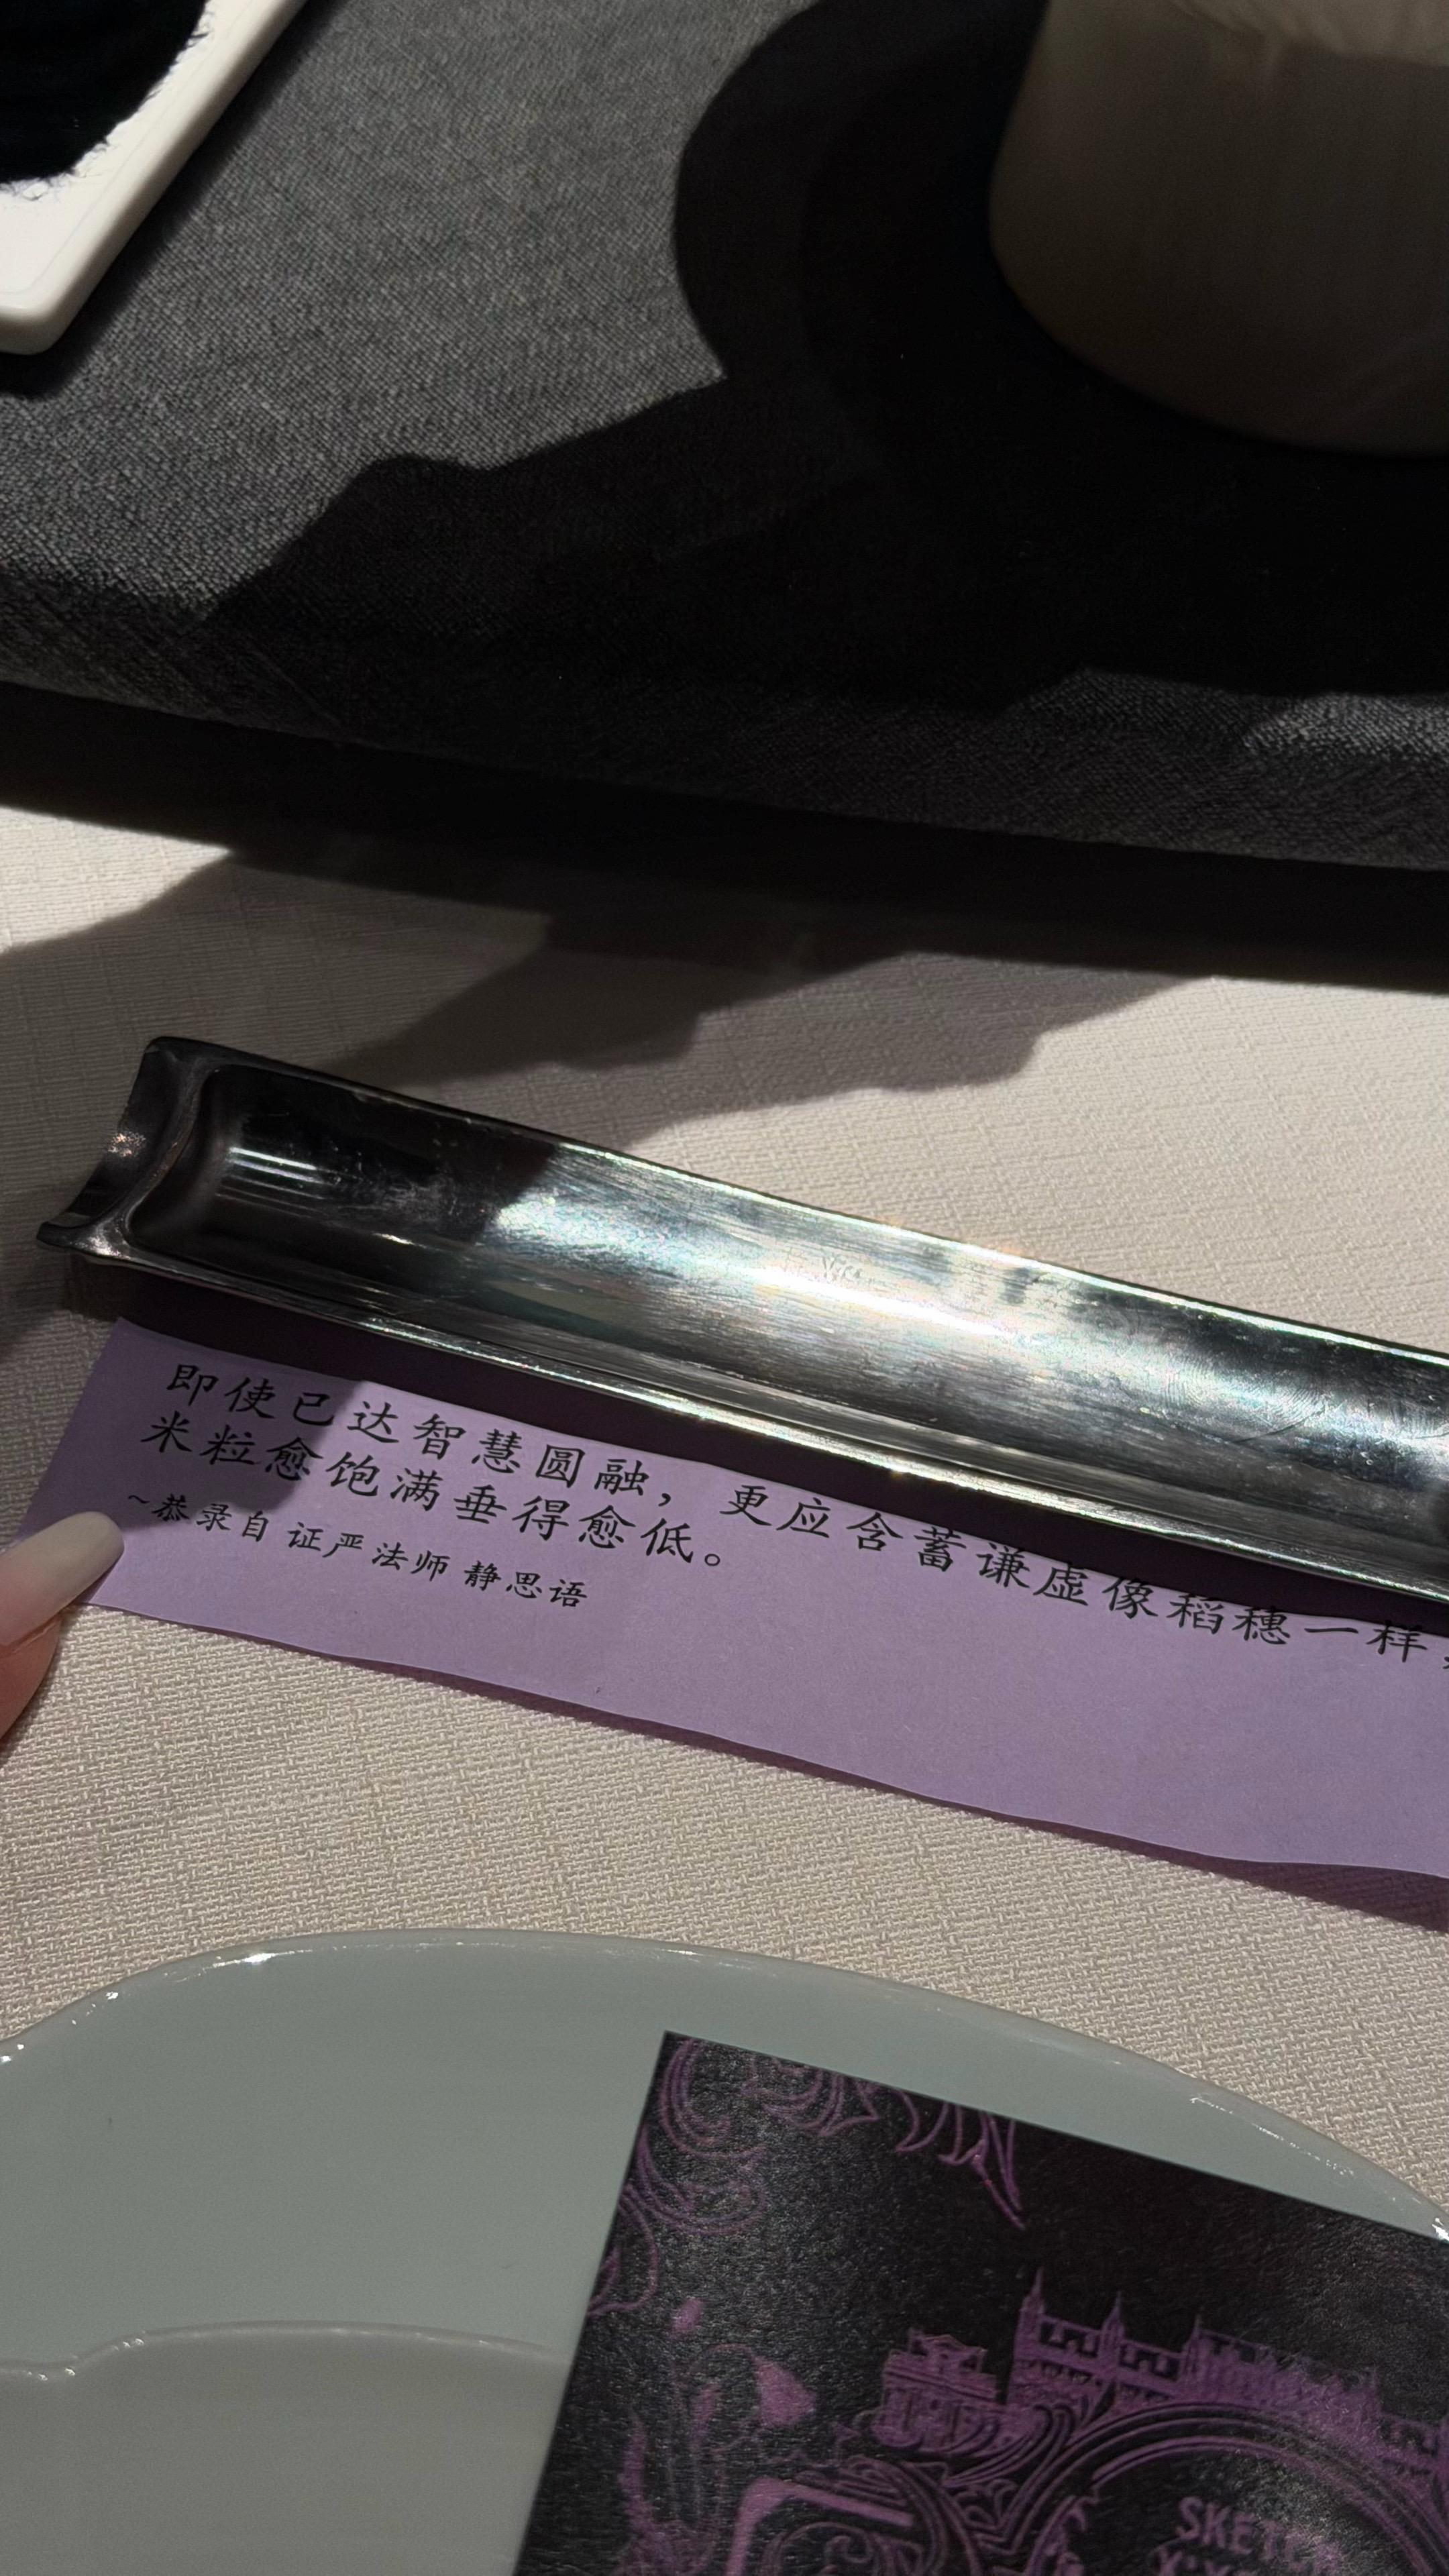 即使已达智慧圆融，更应含蓄谦虚像稻穗一样，
米粒愈饱满垂得愈低。
~恭录自 证严法师 静思语